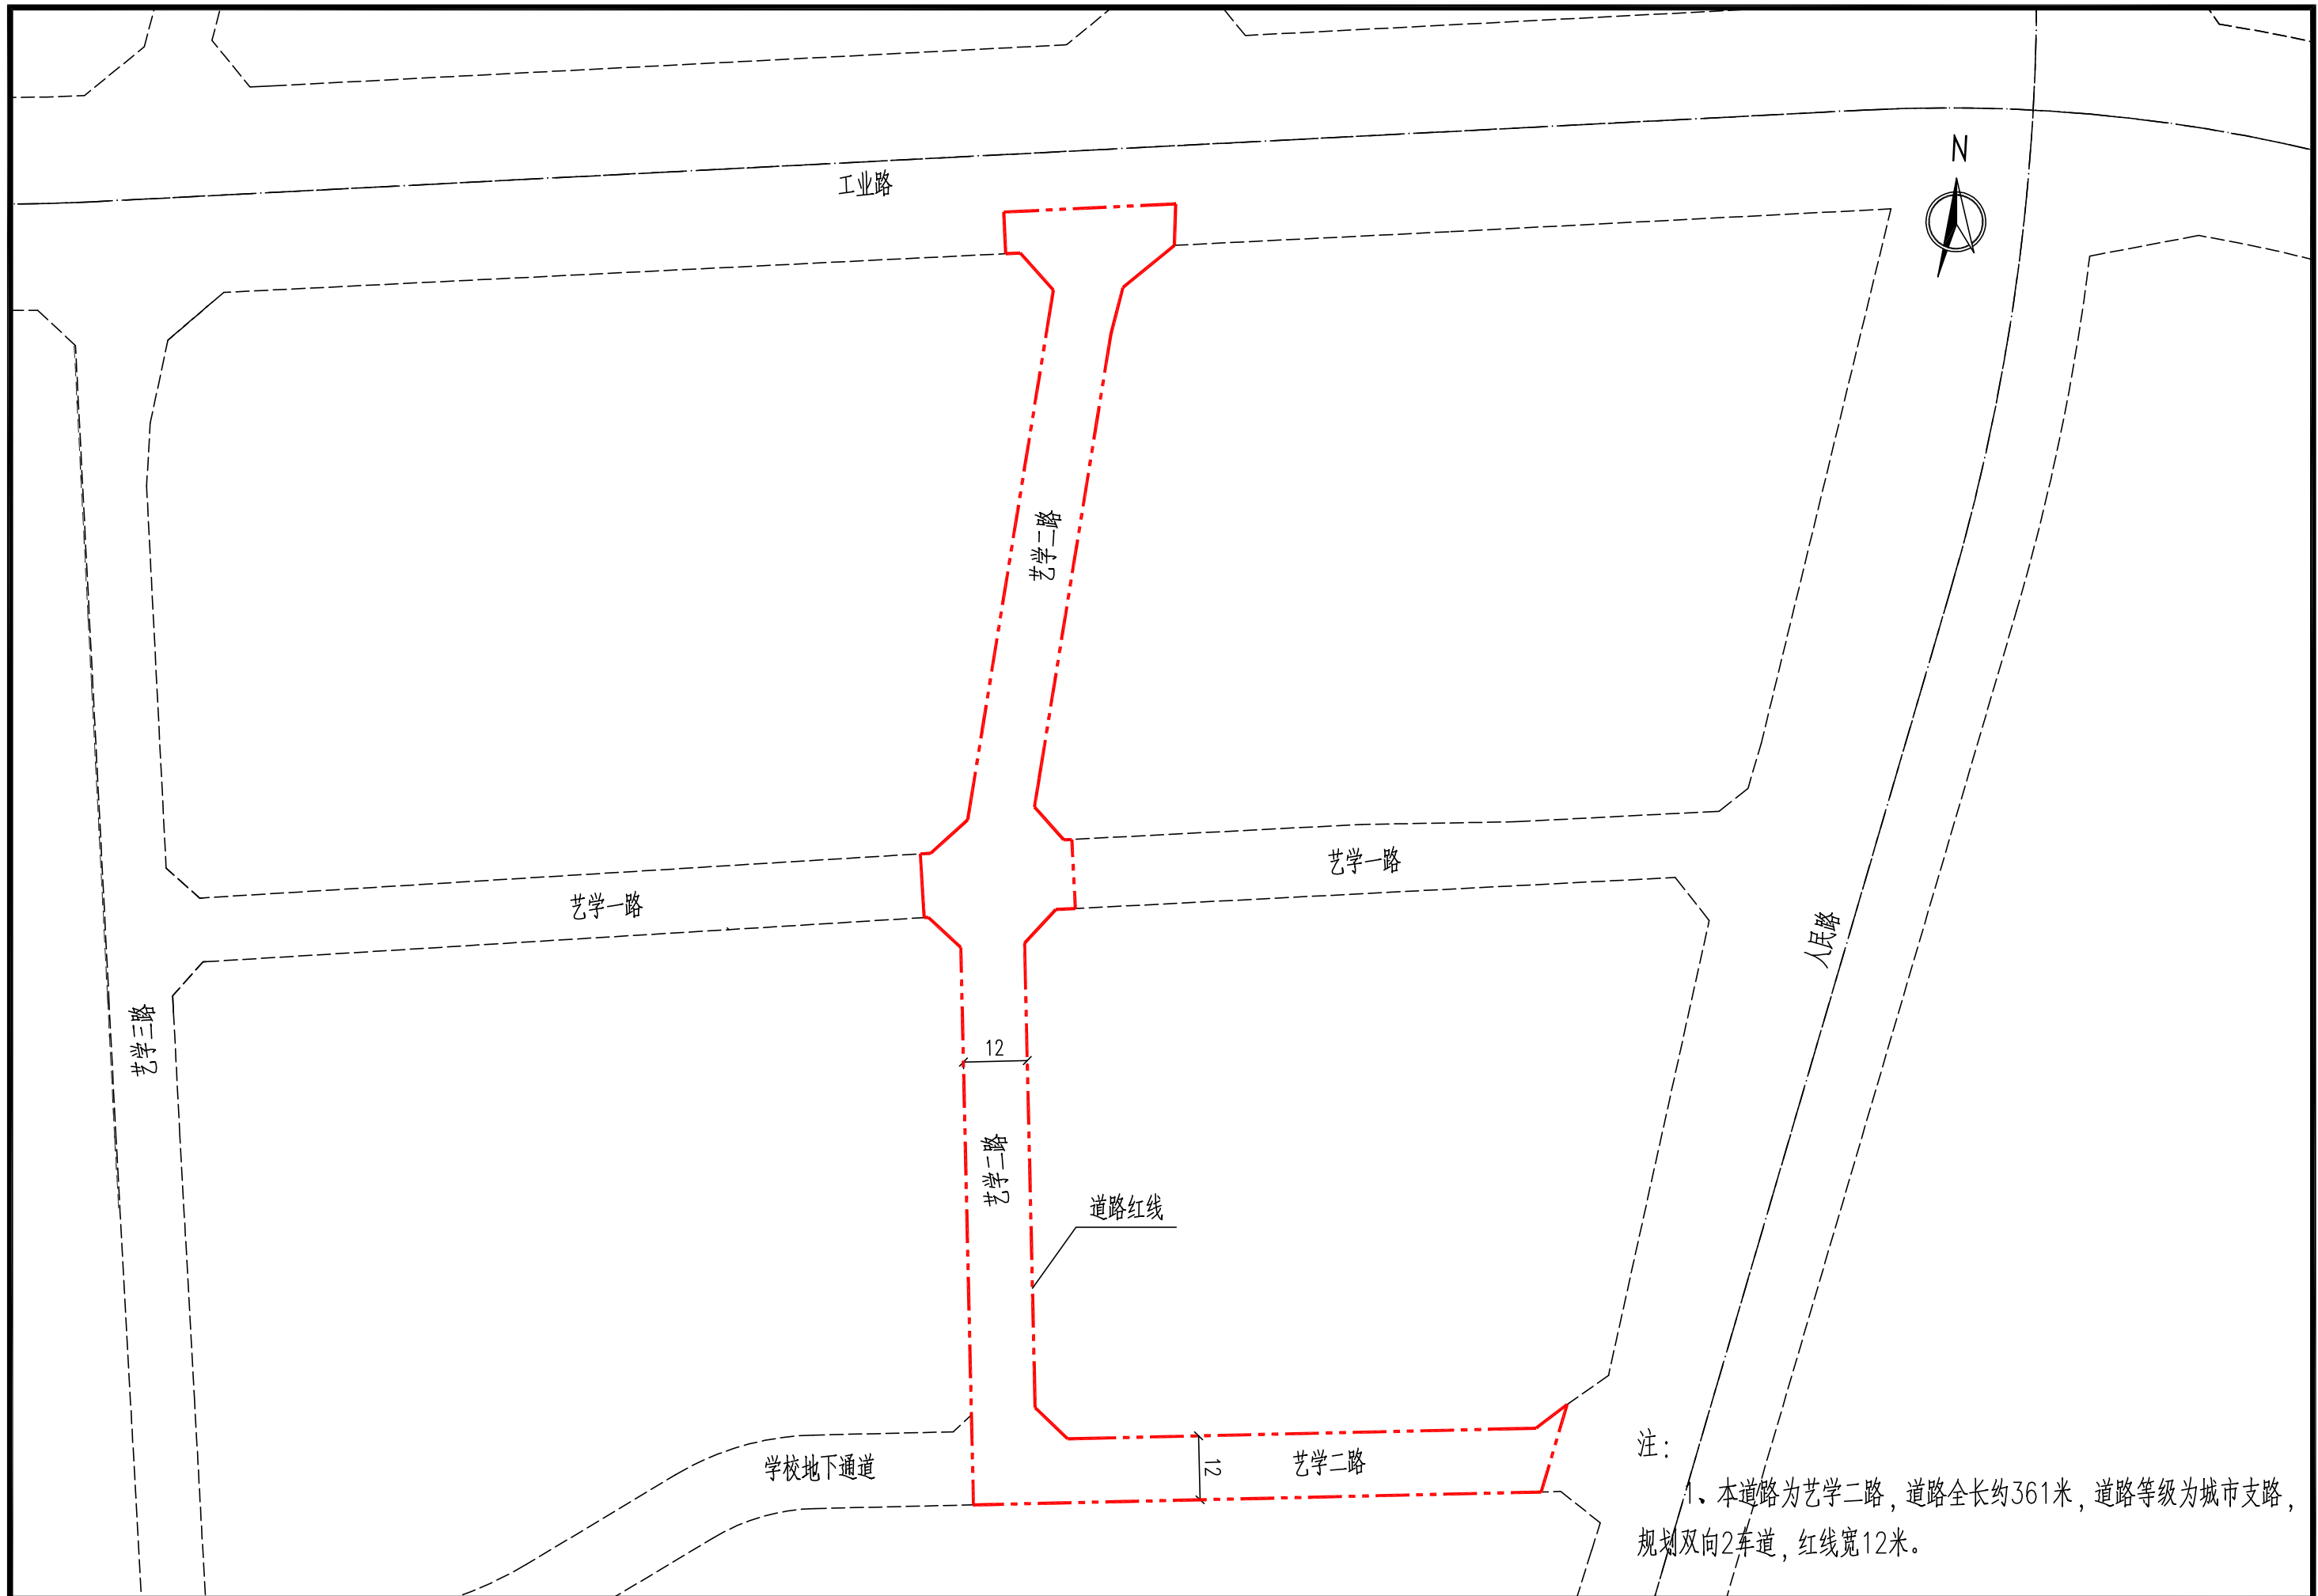 N
工业路
艺学二路
艺学一路
艺学一路
人民路
艺学三路
12
艺学二路
道路红线
学校地下通道
12
艺学二路
注：
1、本道路为艺学二路，道路全长约361米，道路等级为城市支路，
规划双向2车道，红线宽12米。